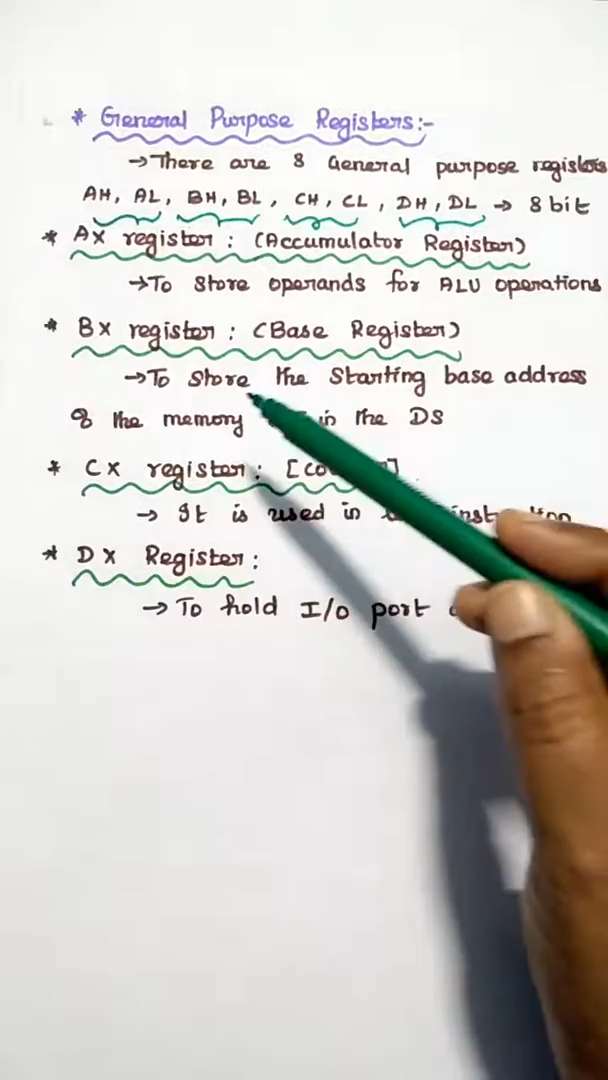 * General Purpose Registers:-
→There are 8 General purpose registers
AH, AL, BH, BL, CH, CL, DH, DL → 8 bit
* AX register : (Accumulator Register)
→To store operands for ALU operations
* BX register : (Base Register)
→To store the starting base address
of the memory in the DS
* CX register :
→ It is used in
* DX Register :
→ To hold I/O port